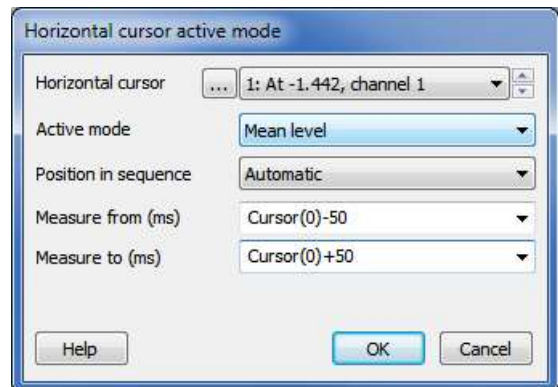 Horizontal cursor active mode
Horizontal cursor ... 1: At -1.442, channel 1
Active mode Mean level
Position in sequence Automatic
Measure from (ms) Cursor(0)-50
Measure to (ms) Cursor(0)+50
Help OK Cancel